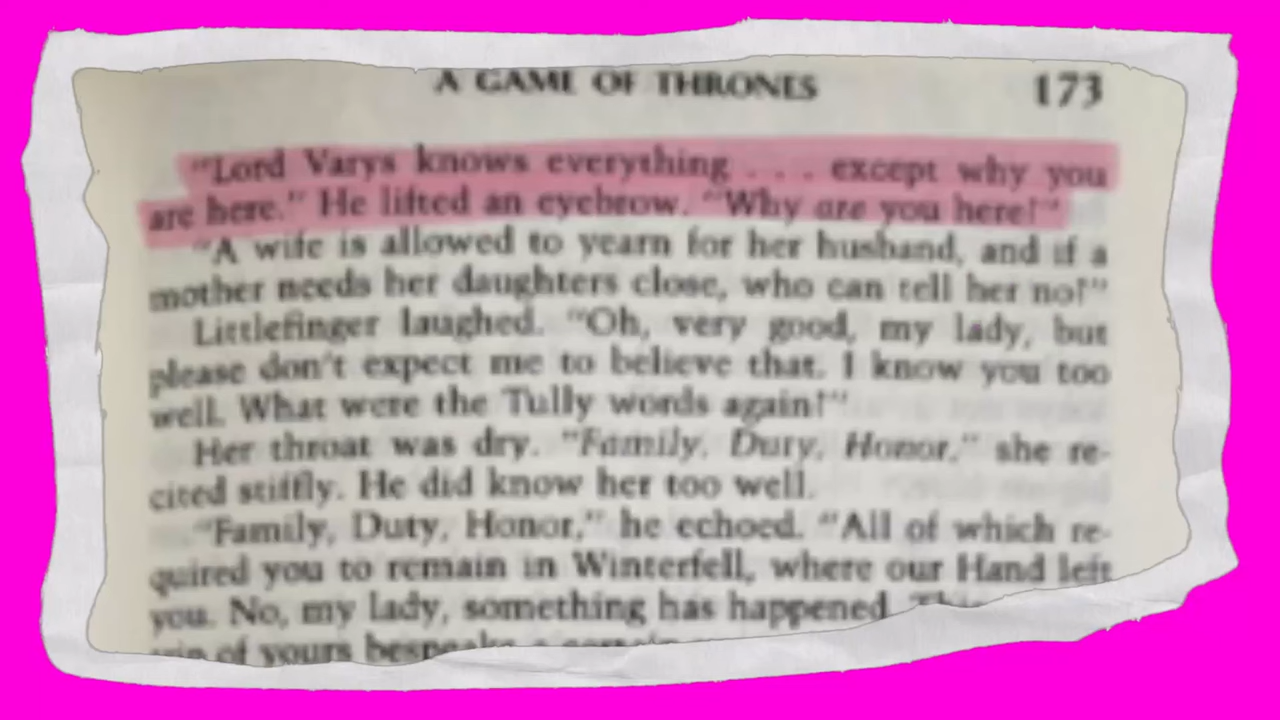 A GAME OF THRONES 173
"Lord Varys knows everything . . . except why you
are here." He lifted an eyebrow. "Why are you here?"
"A wife is allowed to yearn for her husband, and if a
mother needs her daughters close, who can tell her no?"
Littlefinger laughed. "Oh, very good, my lady, but
please don't expect me to believe that. I know you too
well. What were the Tully words again?"
Her throat was dry. "Family, Duty, Honor," she re-
cited stiffly. He did know her too well.
"Family, Duty, Honor," he echoed. "All of which re-
quired you to remain in Winterfell, where our Hand left
you. No, my lady, something has happened.
of yours bespeaks a